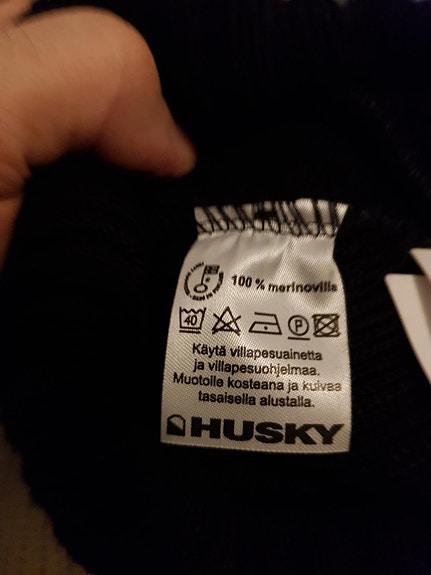 100 % merinovilla
40
P
Käytä villapesuainetta
ja villapesuohjelmaa.
Muotoile kosteana ja kuivaa
tasaisella alustalla.
HUSKY